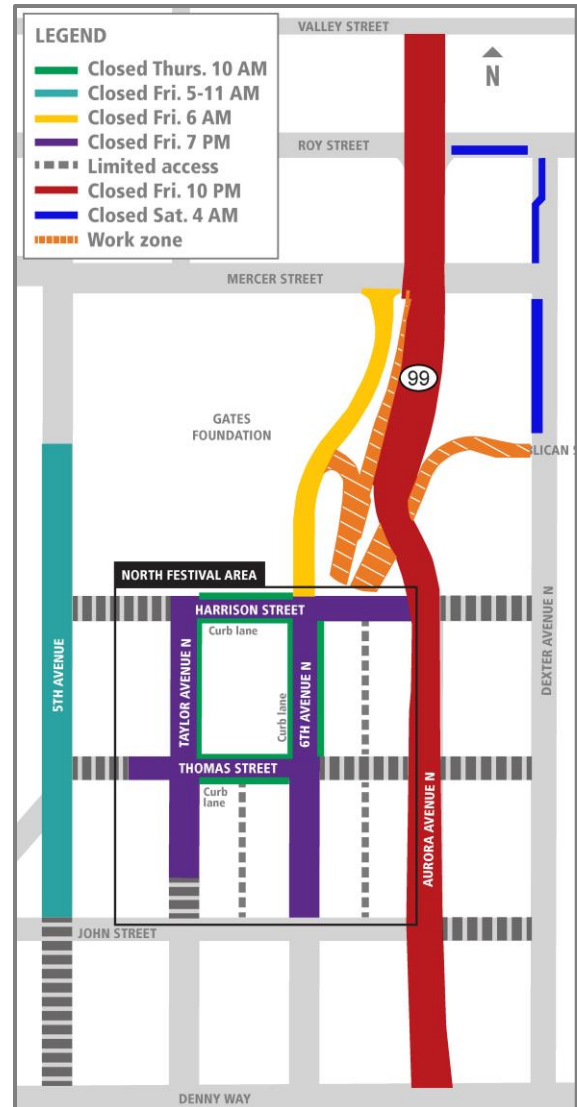 LEGEND
Closed Thurs. 10 AM
Closed Fri. 5-11 AM
Closed Fri. 6 AM
Closed Fri. 7 PM
Limited access
Closed Fri. 10 PM
Closed Sat. 4 AM
Work zone
VALLEY STREET
N
ROY STREET
MERCER STREET
99
GATES
FOUNDATION
LICAN S
NORTH FESTIVAL AREA
HARRISON STREET
Curb lane
5TH AVENUE
TAYLOR AVENUE N
Curb lane
6TH AVENUE N
DEXTER AVENUE N
THOMAS STREET
Curb
lane
AURORA AVENUE N
JOHN STREET
DENNY WAY